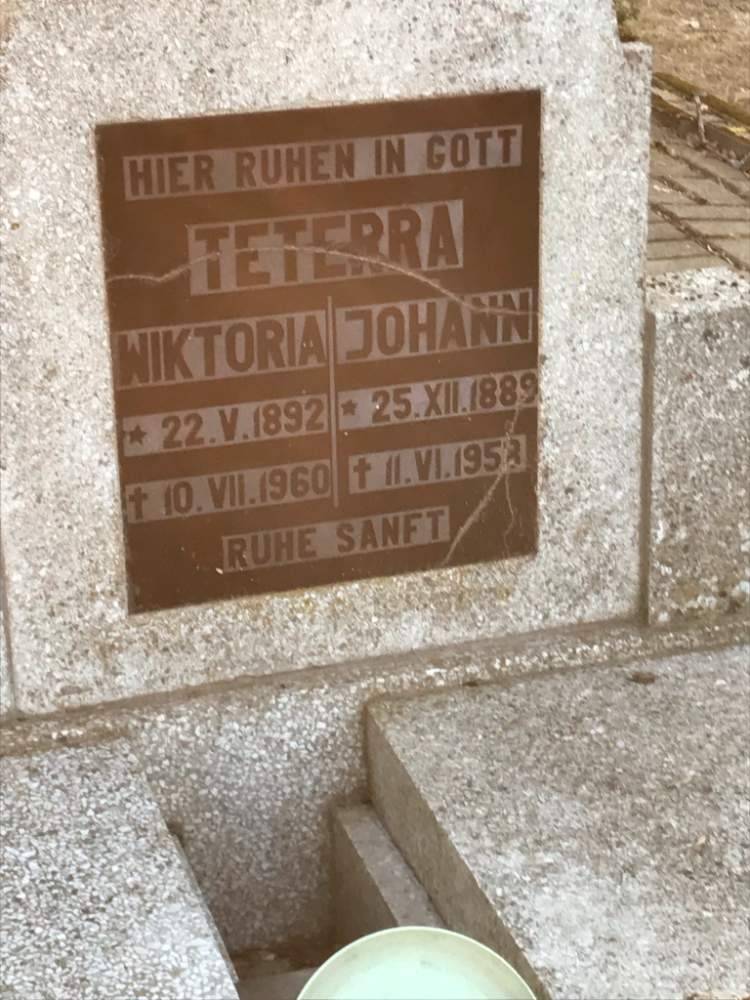 HIER RUHEN IN GOTT
TETERRA
WIKTORIA JOHANN
* 22.V.1892 * 25.XII.1889
† 10.VII.1960 † 11.VI.1958
RUHE SANFT